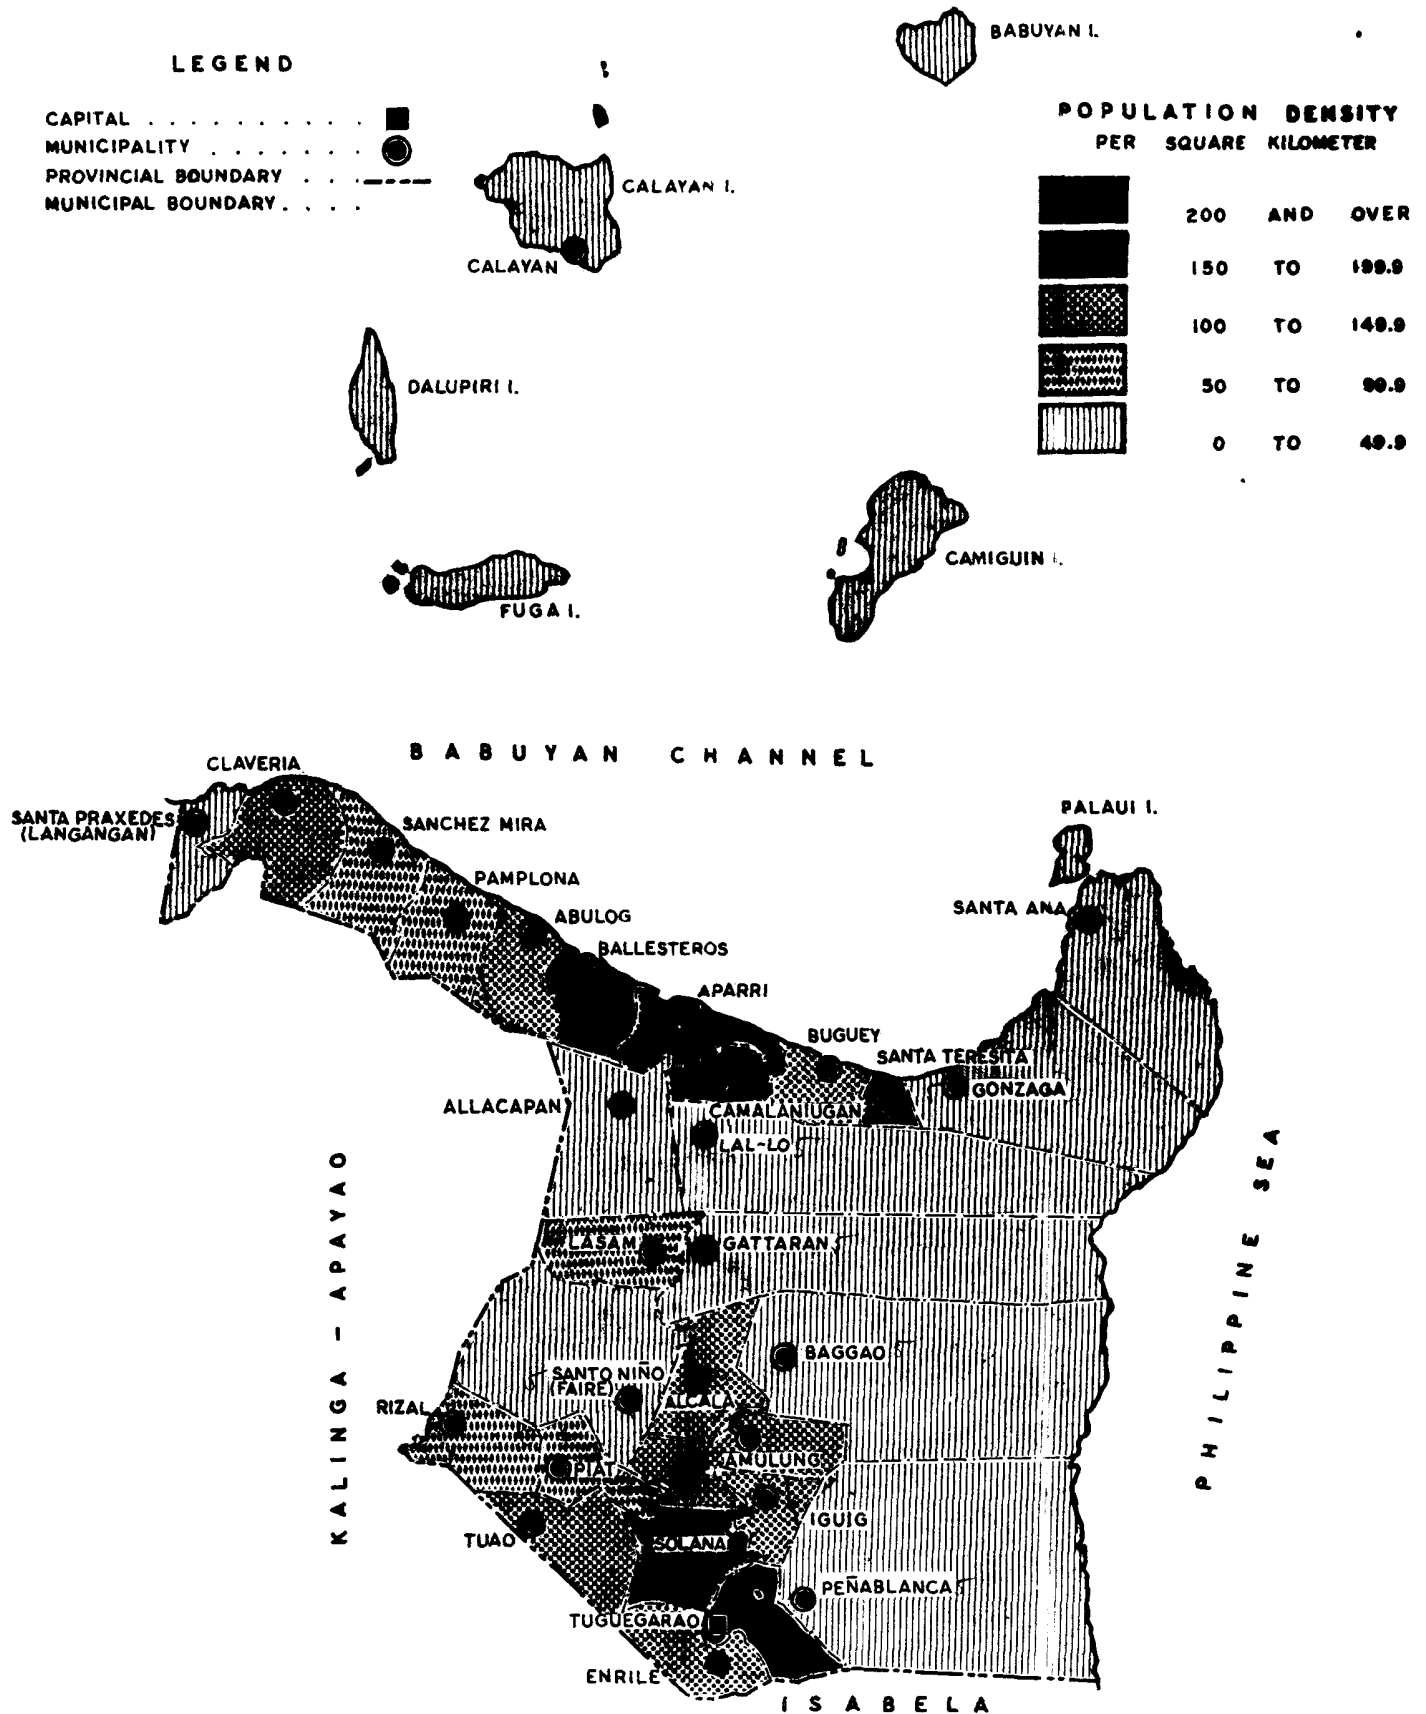 BABUYAN I.
LEGEND
CAPITAL . . . . . . . . . . .
MUNICIPALITY . . . . . . .
PROVINCIAL BOUNDARY . . .
MUNICIPAL BOUNDARY . . . .
POPULATION DENSITY
PER SQUARE KILOMETER
200 AND OVER
150 TO 199.9
100 TO 149.9
50 TO 99.9
0 TO 49.9
CALAYAN I.
CALAYAN
DALUPIRI I.
CAMIGUIN I.
FUGA I.
BABUYAN CHANNEL
CLAVERIA
SANTA PRAXEDES
(LANGANGAN)
SANCHEZ MIRA
PALAUI I.
PAMPLONA
SANTA ANA
ABULOG
BALLESTEROS
APARRI
BUGUEY
SANTA TERESITA
GONZAGA
ALLACAPAN
CAMALANIUGAN
LAL-LO
KALINGA - APAYAO
PHILIPPINE SEA
LASAM
GATTARAN
BAGGAO
SANTO NIÑO
(FAIRE)
RIZAL
ALCALA
AMULUNG
PIAT
IGUIG
TUAO
SOLANA
PEÑABLANCA
TUGUEGARAO
ENRILE
ISABELA